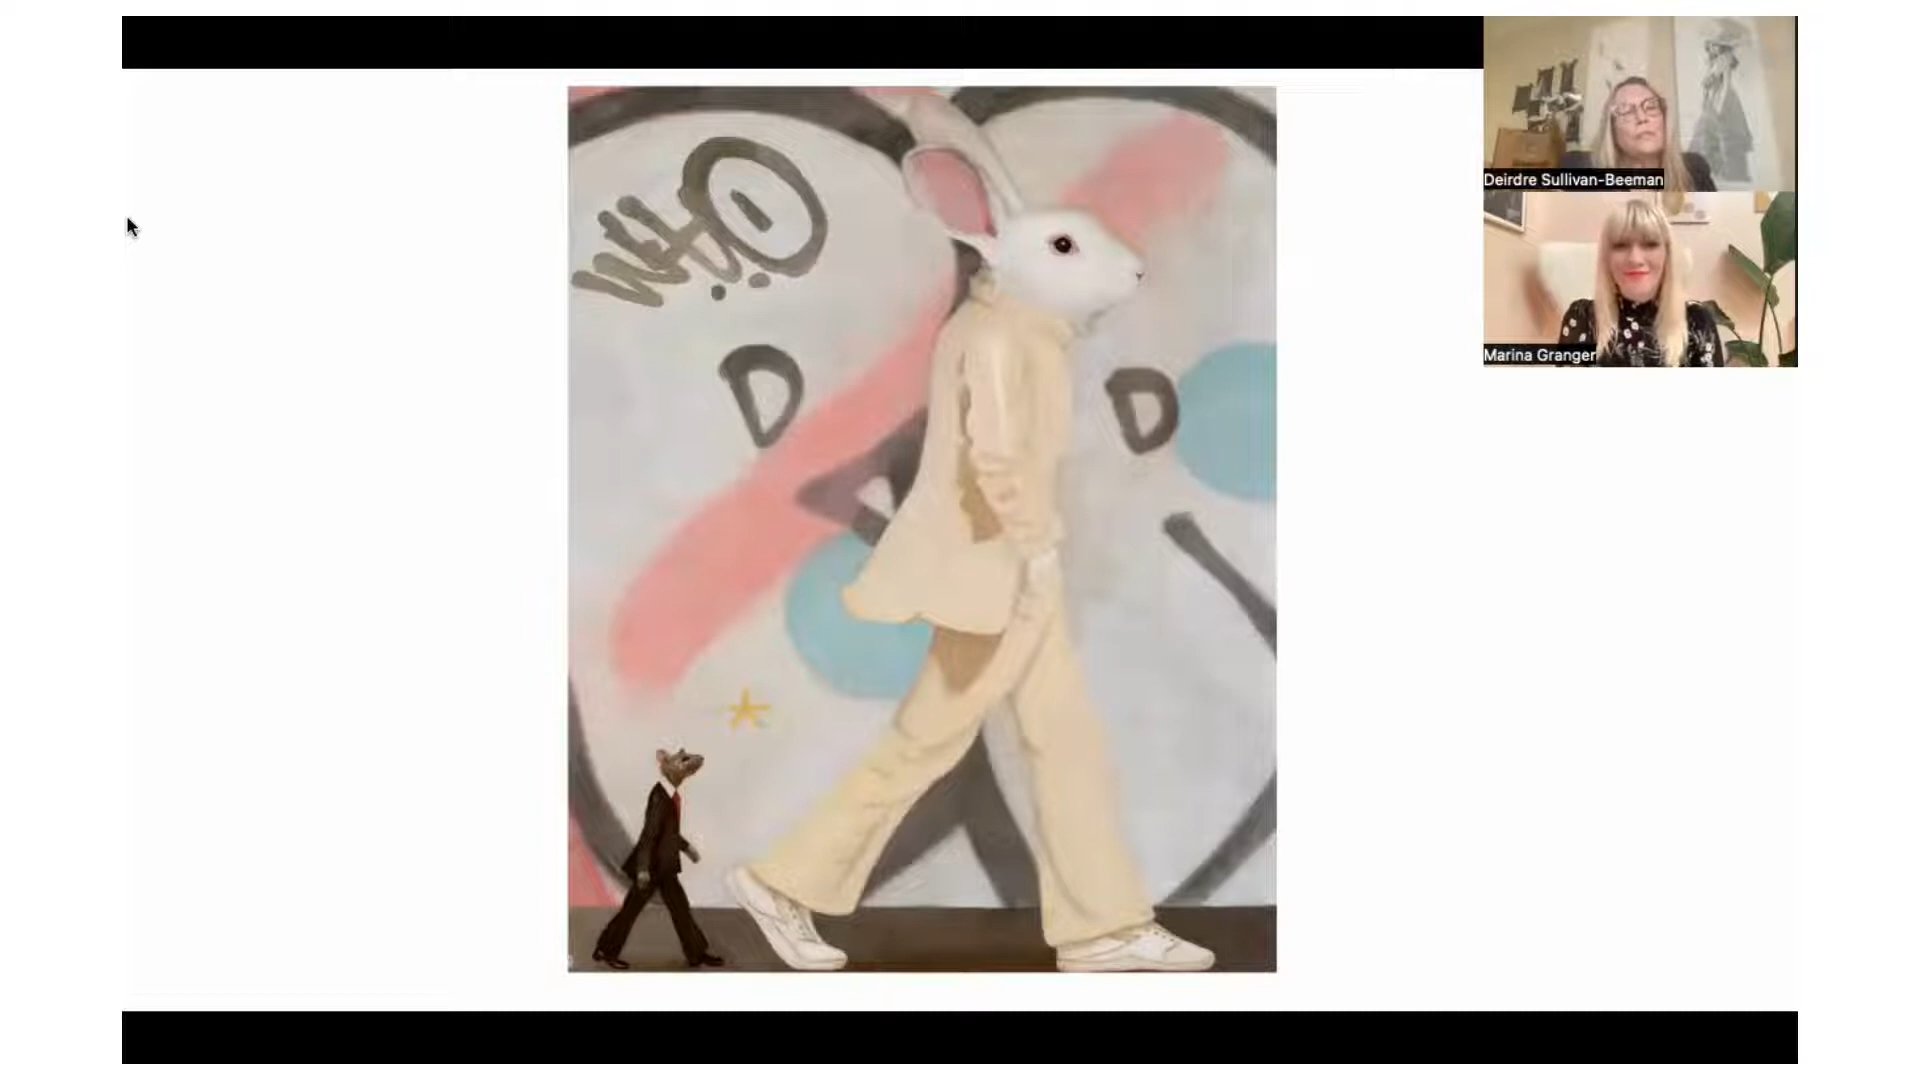 WHO
D
D
Deirdre Sullivan-Beeman
Marina Granger